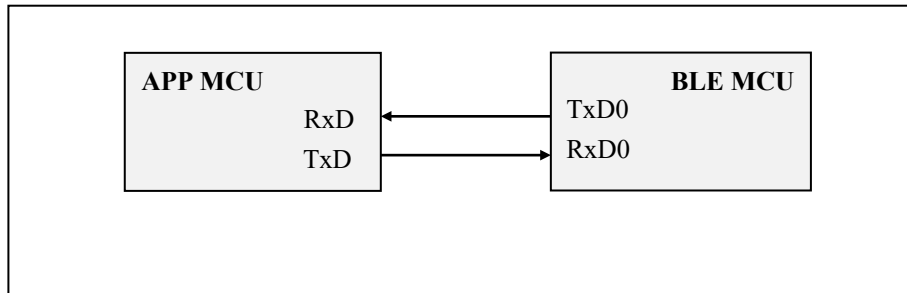 APP MCU
BLE MCU
RxD
TxD0
TxD
RxD0